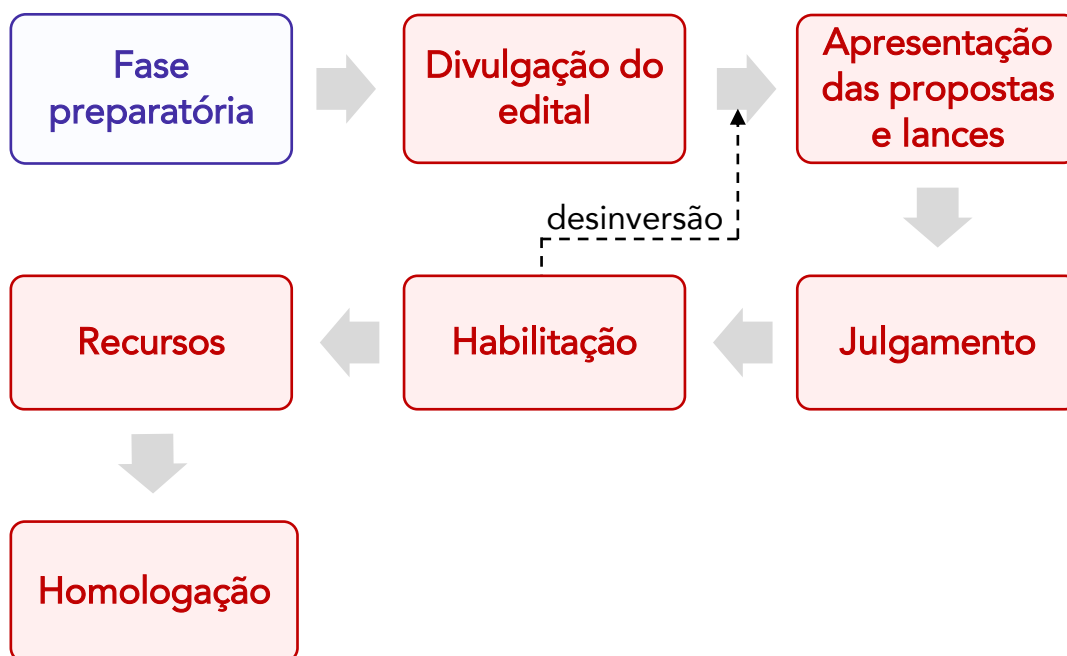 Fase
preparatória
Divulgação do
edital
Apresentação
das propostas
e lances
desinversão
Recursos
Habilitação
Julgamento
Homologação